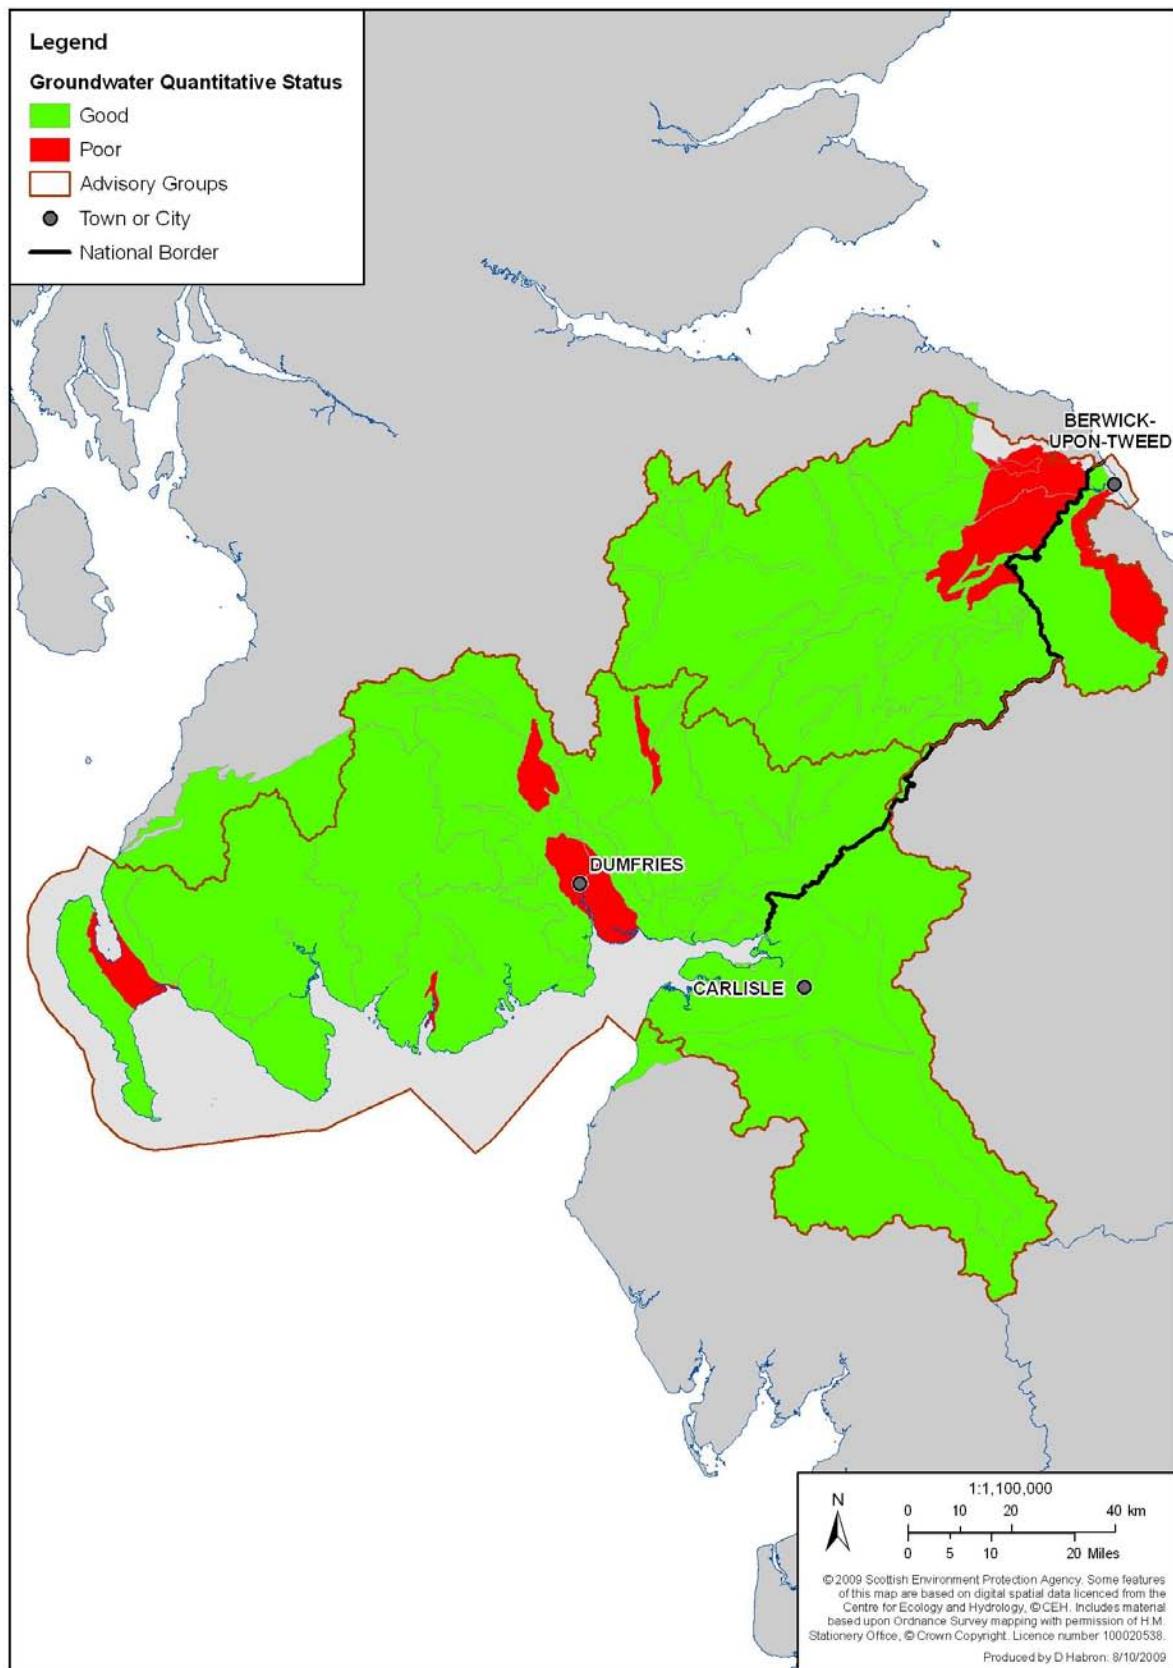 Legend
Groundwater Quantitative Status
Good
Poor
Advisory Groups
Town or City
National Border
BERWICK-
UPON-TWEED
DUMFRIES
CARLISLE
1:1,100,000
N
0 10 20 40 km
0 5 10 20 Miles
©2009 Scottish Environment Protection Agency. Some features
of this map are based on digital spatial data licenced from the
Centre for Ecology and Hydrology, ©CEH. Includes material
based upon Ordnance Survey mapping with permission of H.M.
Stationery Office, © Crown Copyright. Licence number 100020538.
Produced by D Habron: 8/10/2009